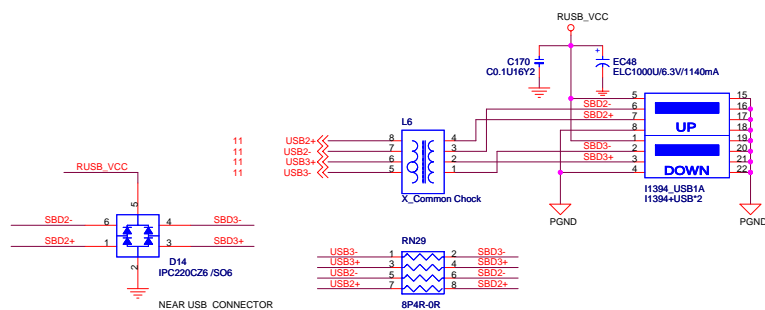 RUSB_VCC
C170
C0.1U16Y2
+
EC48
ELC1000U/6.3V/1140mA
L6
SBD2-
SBD2+
5
6
7
8
15
16
17
18
UP
11 USB2+ 8 4
11 USB2- 7 3
11 USB3+ 6 2
11 USB3- 5 1
SBD3-
SBD3+
1
2
3
4
19
20
21
22
DOWN
X_Common Chock
I1394_USB1A
I1394+USB*2
PGND
PGND
RUSB_VCC
5
SBD2- 6 4 SBD3-
SBD2+ 1 3 SBD3+
2
D14
IPC220CZ6 /SO6
NEAR USB CONNECTOR
RN29
USB3- 1 2 SBD3-
USB3+ 3 4 SBD3+
USB2- 5 6 SBD2-
USB2+ 7 8 SBD2+
8P4R-0R